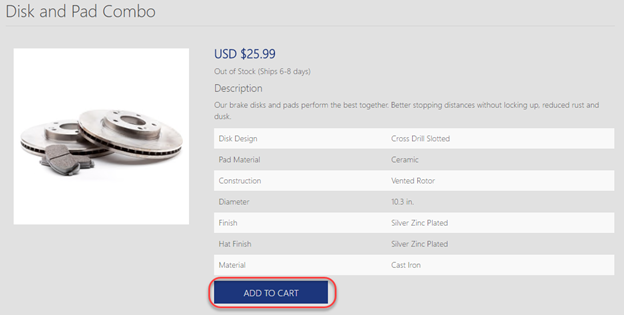 Disk and Pad Combo
USD $25.99
Out of Stock (Ships 6-8 days)
Description
Our brake disks and pads perform the best together. Better stopping distances without locking up, reduced rust and
dusk.
Disk Design Cross Drill Slotted
Pad Material Ceramic
Construction Vented Rotor
Diameter 10.3 in.
Finish Silver Zinc Plated
Hat Finish Silver Zinc Plated
Material Cast Iron
ADD TO CART